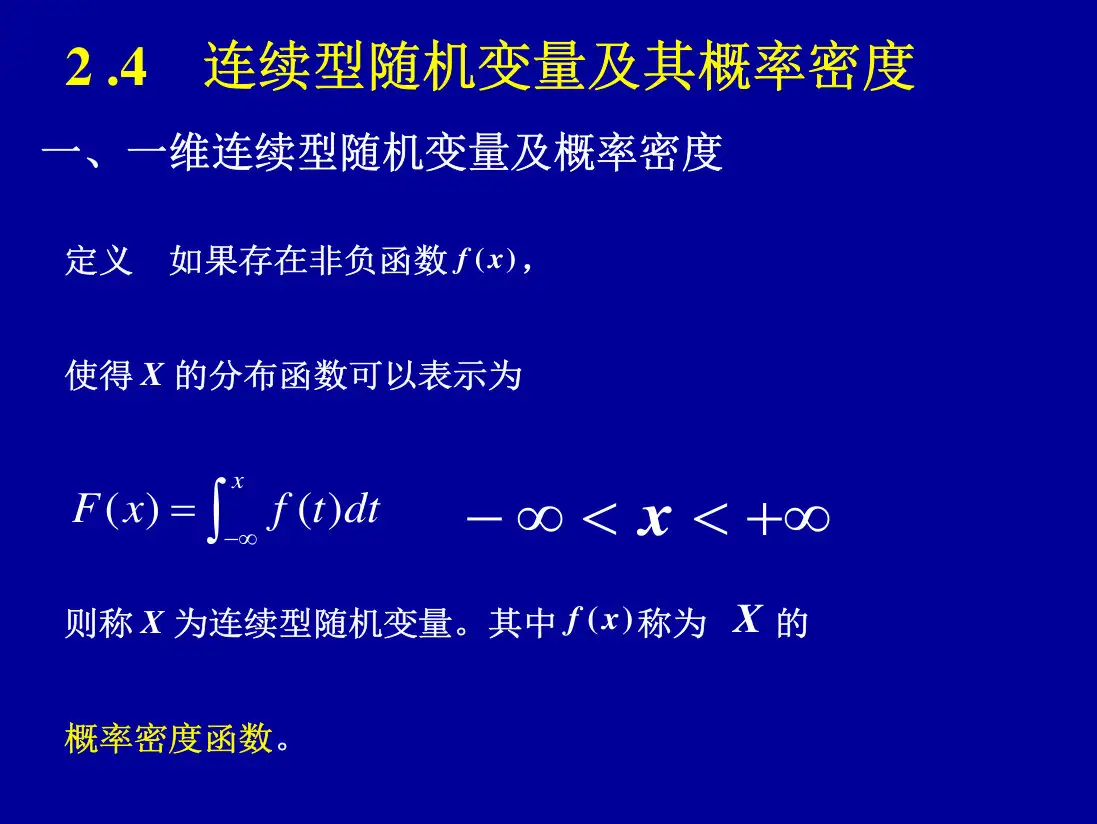 2 .4 连续型随机变量及其概率密度
一、一维连续型随机变量及概率密度
定义 如果存在非负函数 f (x)，
使得 X 的分布函数可以表示为
F(x) = ∫_{-∞}^{x} f(t)dt   - ∞ < x < +∞
则称 X 为连续型随机变量。其中 f (x) 称为 X 的
概率密度函数。